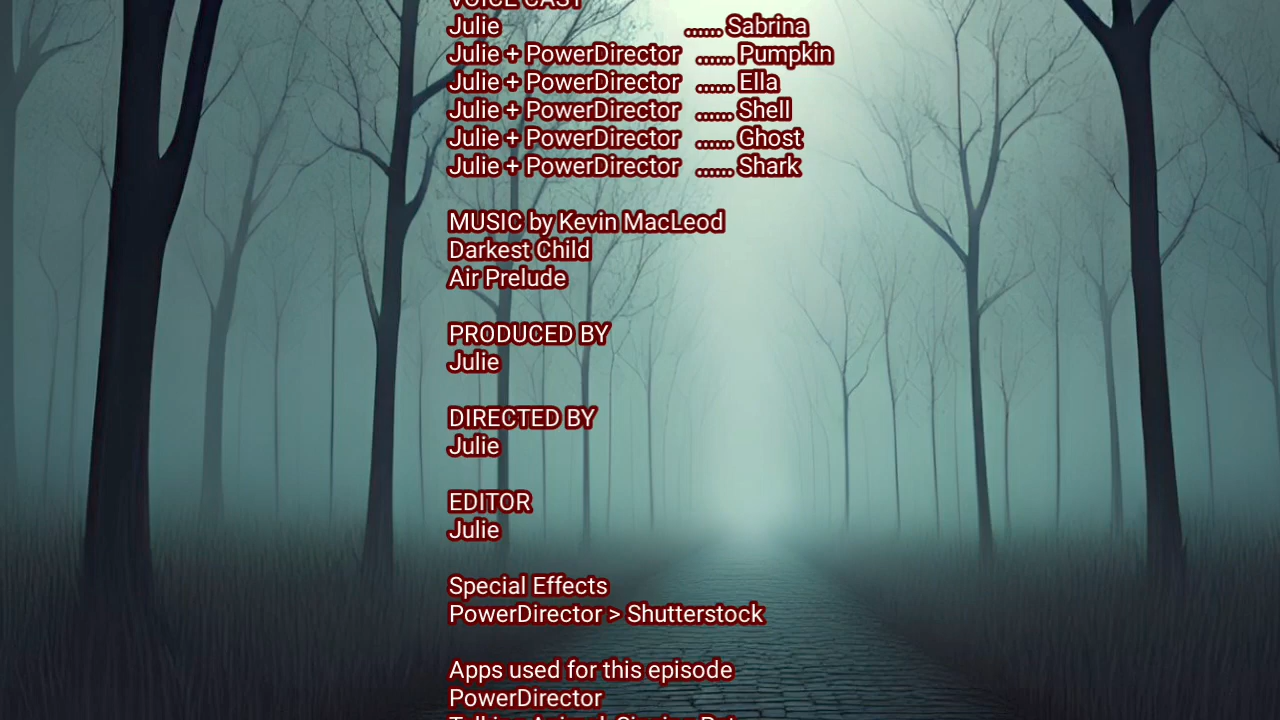 VOICE CAST
Julie ...... Sabrina
Julie + PowerDirector ...... Pumpkin
Julie + PowerDirector ...... Ella
Julie + PowerDirector ...... Shell
Julie + PowerDirector ...... Ghost
Julie + PowerDirector ...... Shark
MUSIC by Kevin MacLeod
Darkest Child
Air Prelude
PRODUCED BY
Julie
DIRECTED BY
Julie
EDITOR
Julie
Special Effects
PowerDirector > Shutterstock
Apps used for this episode
PowerDirector